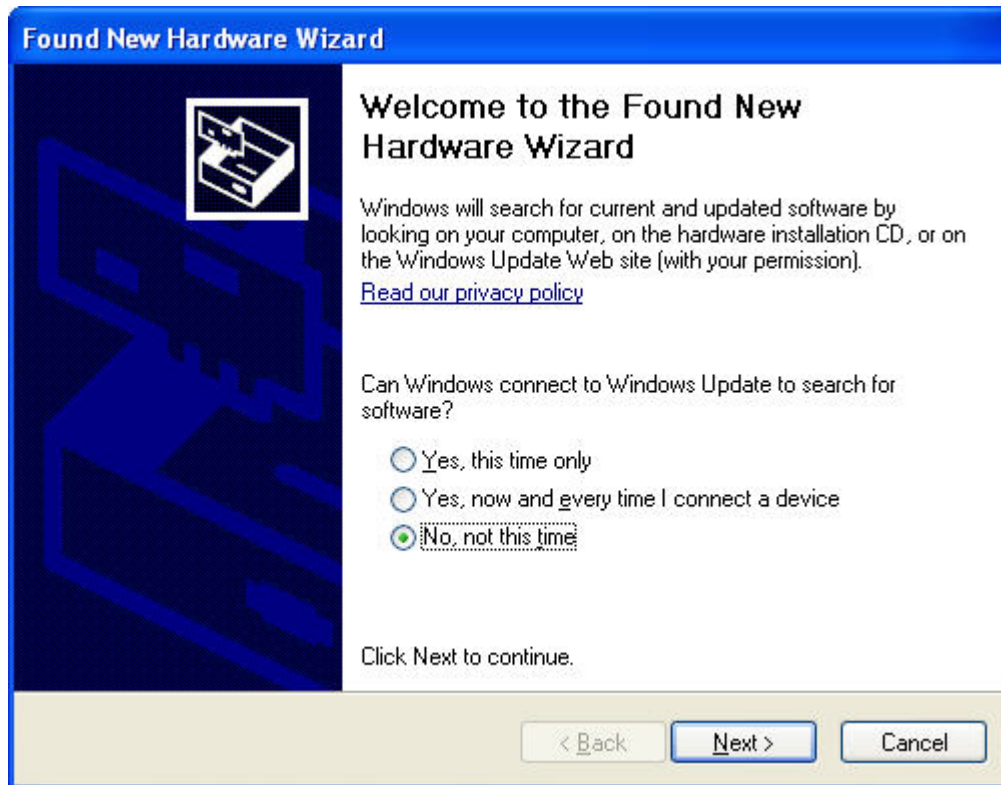 Found New Hardware Wizard
Welcome to the Found New
Hardware Wizard
Windows will search for current and updated software by
looking on your computer, on the hardware installation CD, or on
the Windows Update Web site (with your permission).
Read our privacy policy
Can Windows connect to Windows Update to search for
software?
Yes, this time only
Yes, now and every time I connect a device
No, not this time
Click Next to continue.
< Back Next > Cancel